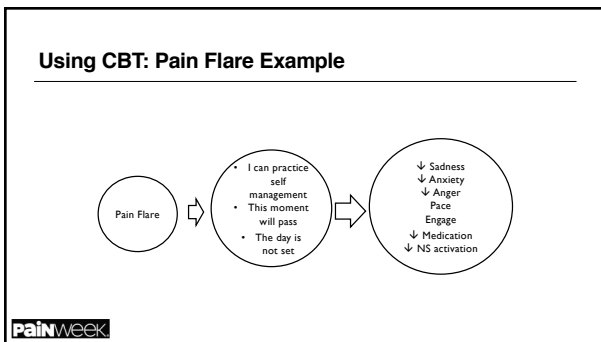 Using CBT: Pain Flare Example
Pain Flare
• I can practice
self
management
• This moment
will pass
• The day is
not set
↓ Sadness
↓ Anxiety
↓ Anger
Pace
Engage
↓ Medication
↓ NS activation
PaiNWeeK.